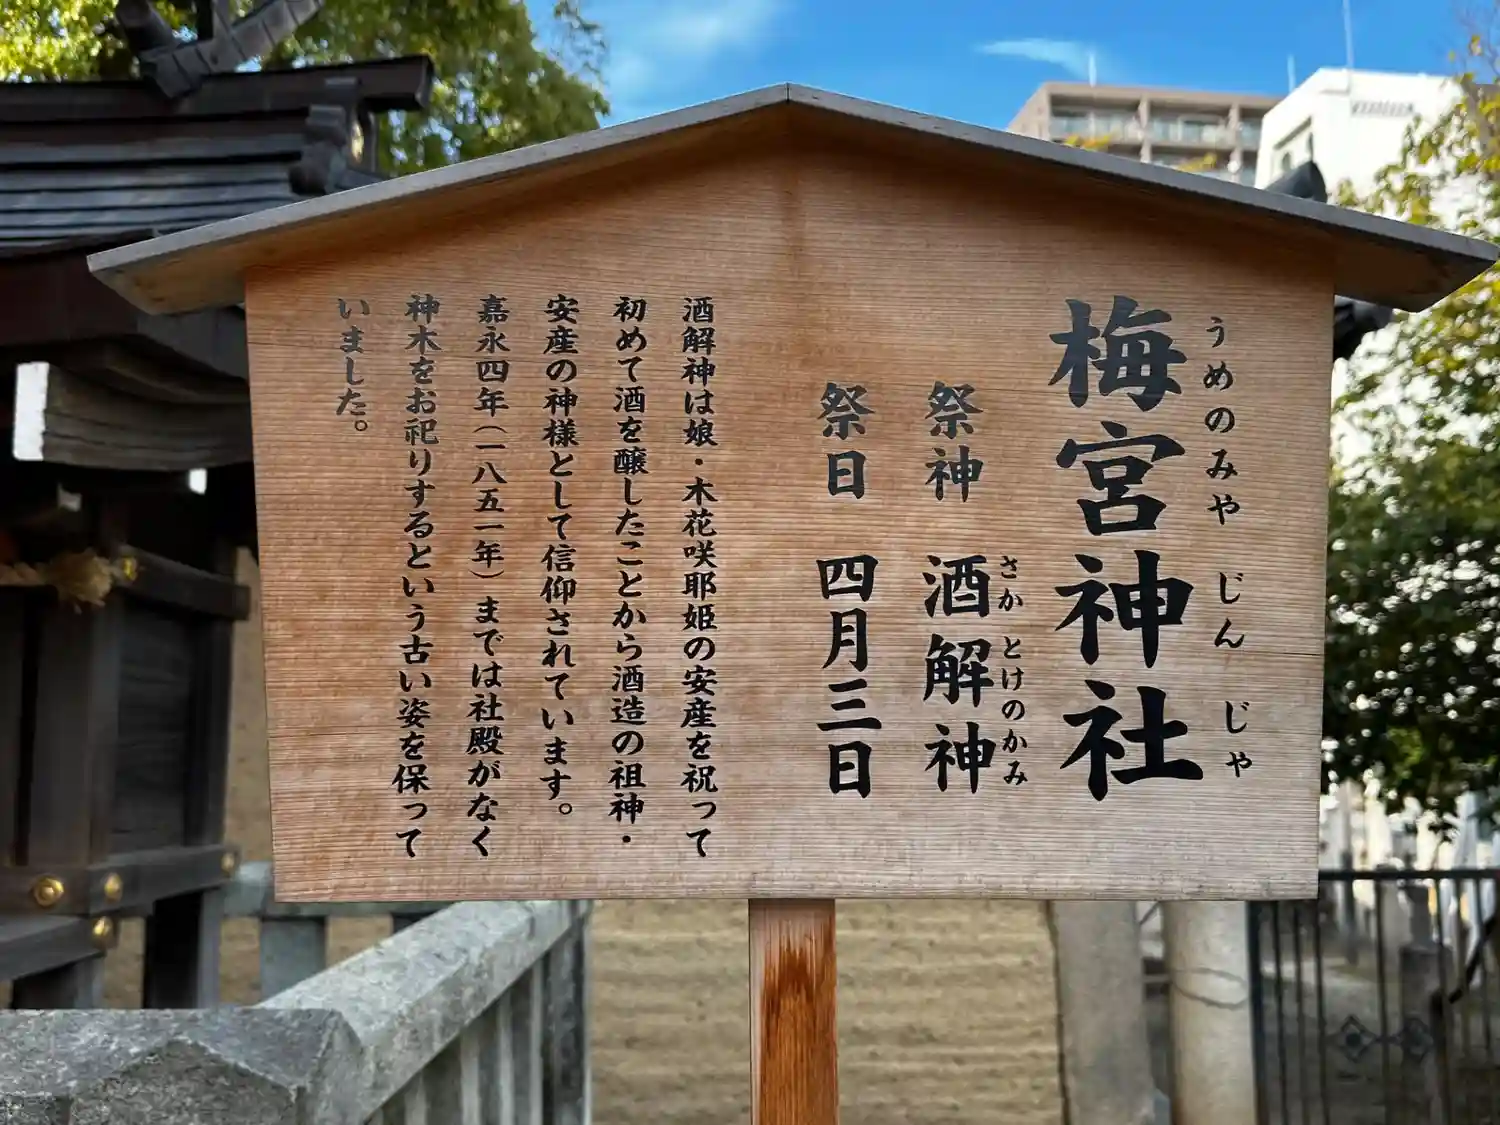 うめのみや じん じゃ
梅宮神社
さか とけのかみ
祭神 酒解神
祭日 四月三日
酒解神は娘・木花咲耶姫の安産を祝って
初めて酒を醸したことから酒造の祖神・
安産の神様として信仰されています。
嘉永四年(一八五一年)までは社殿がなく
神木をお祀りするという古い姿を保って
いました。